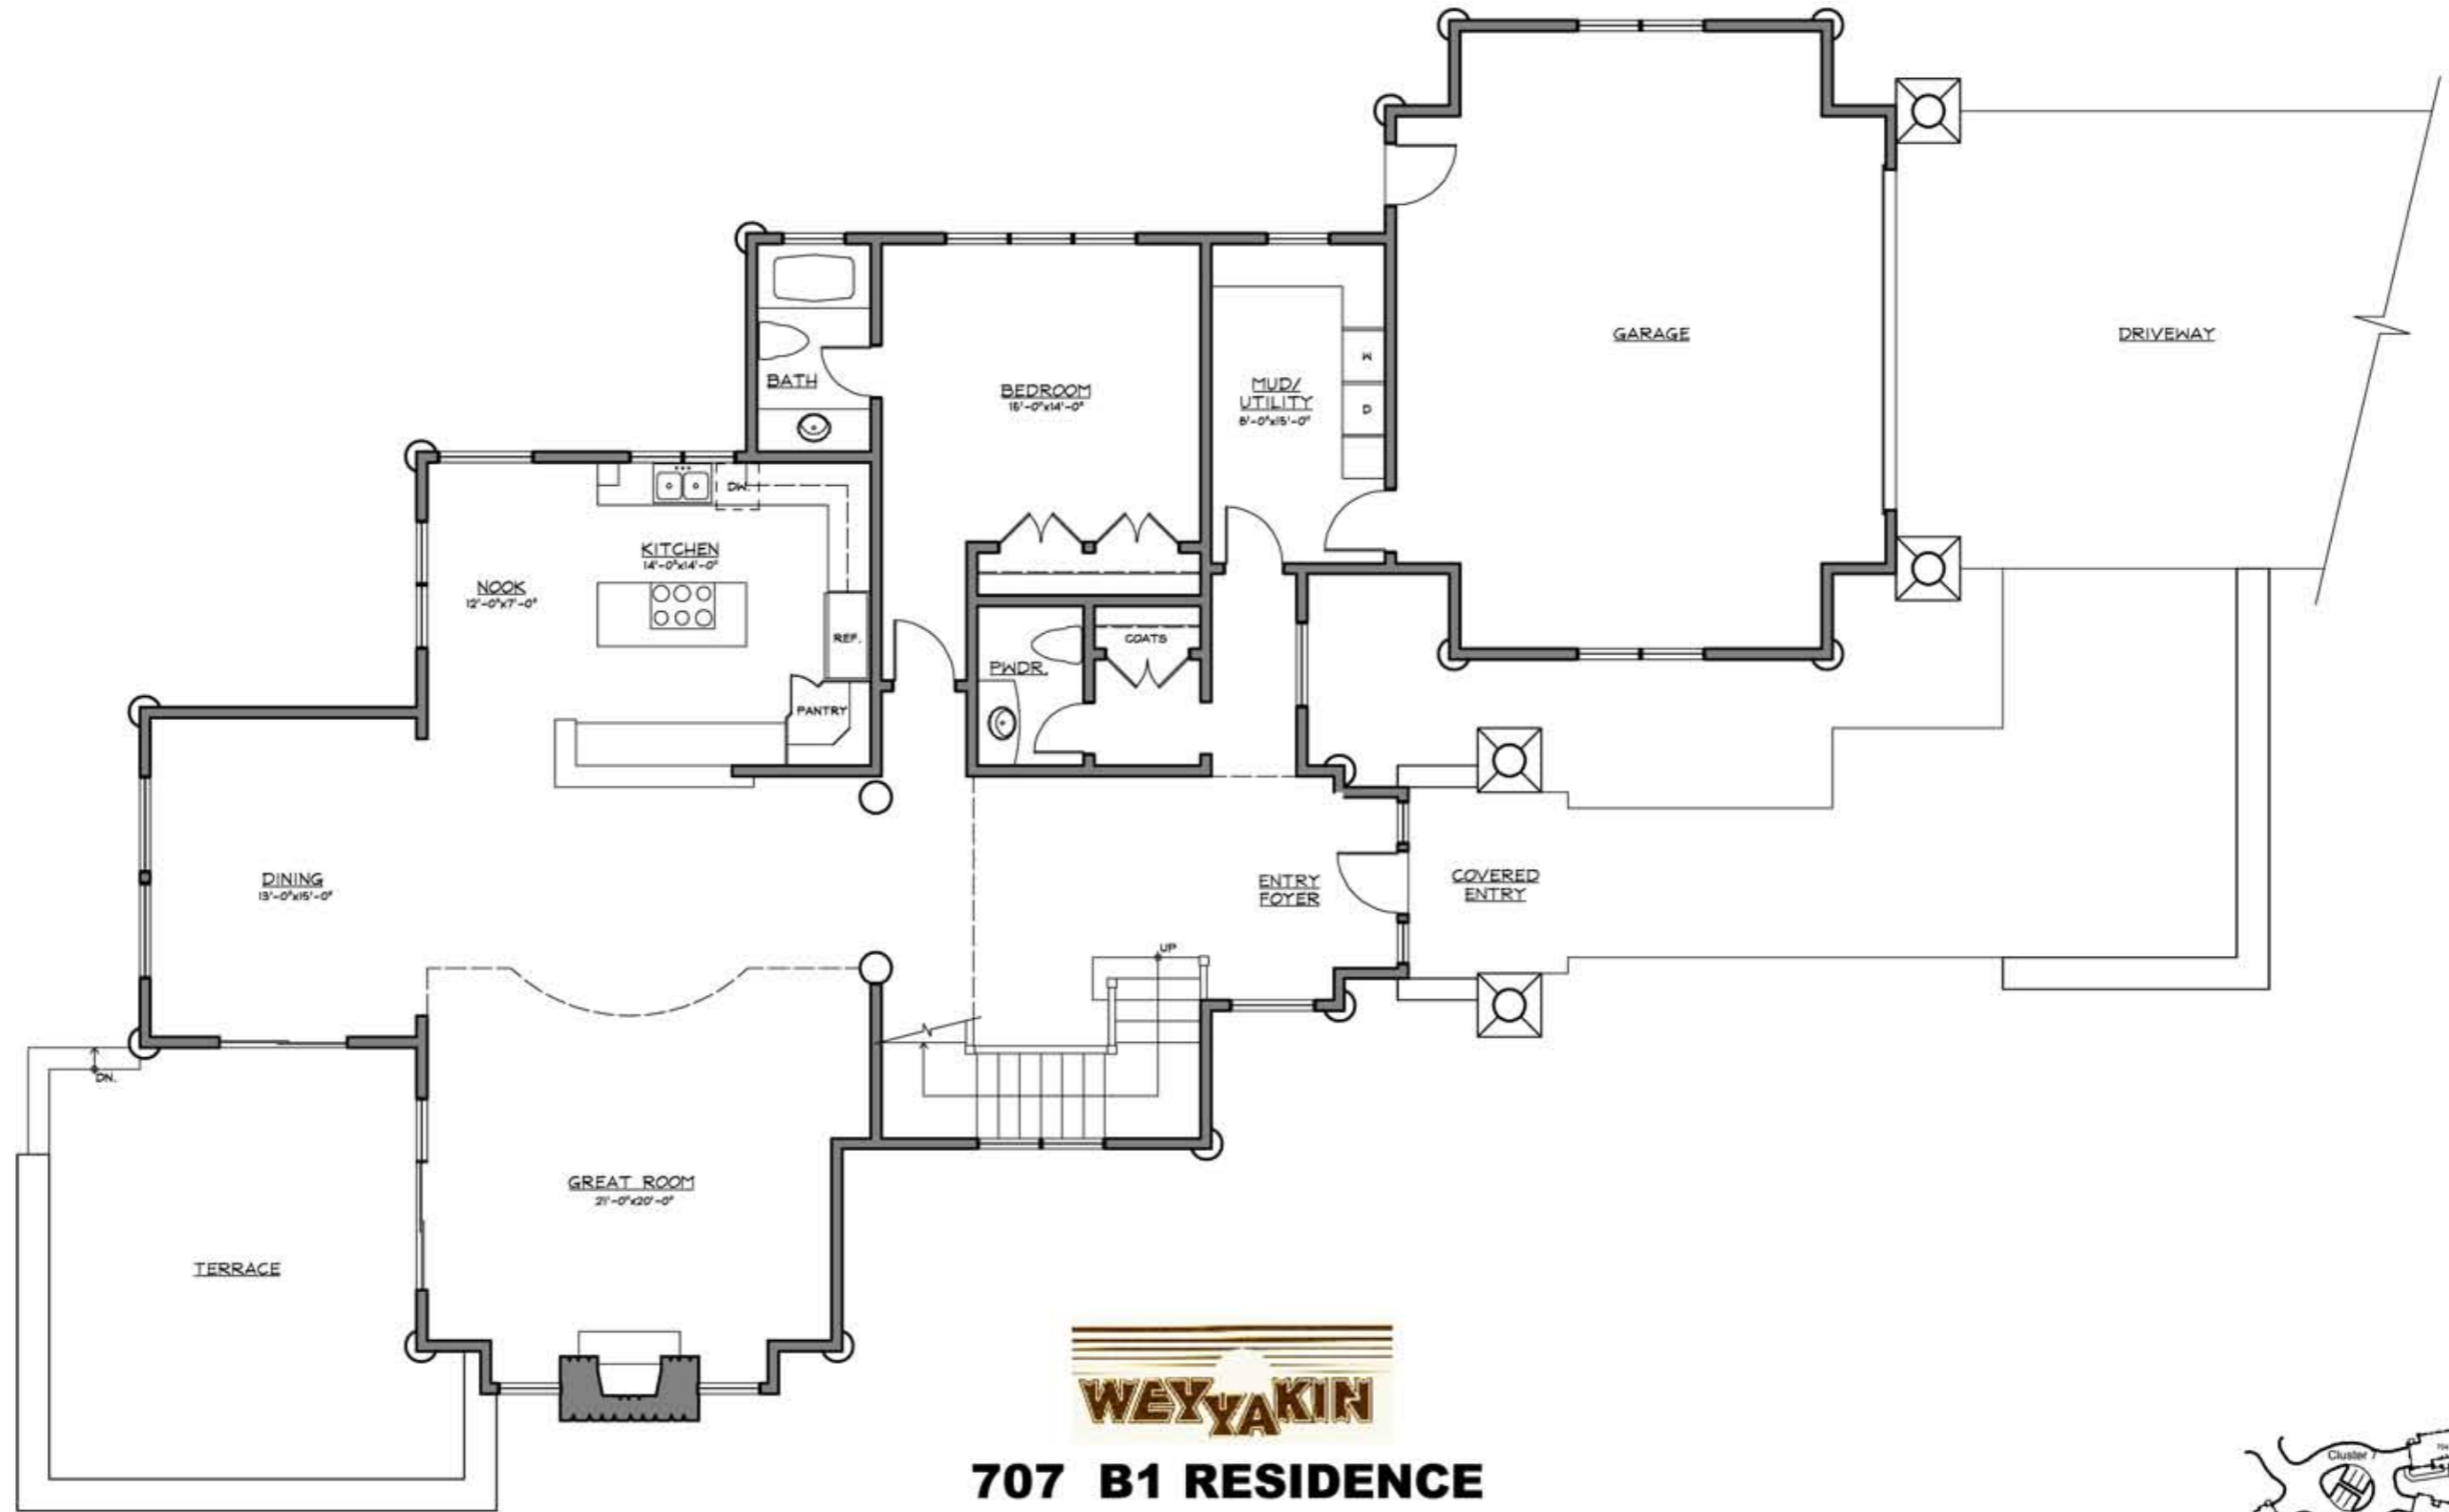 GARAGE
DRIVEWAY
BATH
BEDROOM
15'-0"x14'-0"
MUD/
UTILITY
8'-0"x15'-0"
W
D
DW.
KITCHEN
14'-0"x14'-0"
NOOK
12'-0"x7'-0"
REF.
COATS
PWDR.
PANTRY
DINING
13'-0"x15'-0"
ENTRY
FOYER
COVERED
ENTRY
UP
DN.
GREAT ROOM
21'-0"x20'-0"
TERRACE
WEYYAKIN
707 B1 RESIDENCE
Cluster 7